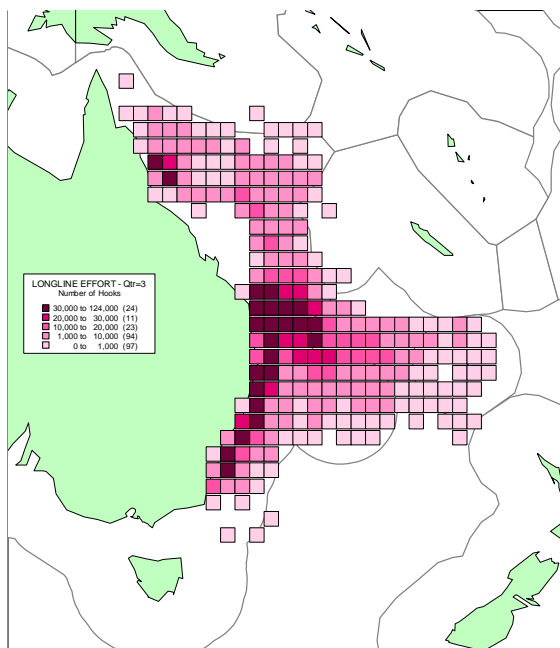 LONGLINE EFFORT - Qtr=3
Number of Hooks
30,000 to 124,000 (24)
20,000 to 30,000 (11)
10,000 to 20,000 (23)
1,000 to 10,000 (94)
0 to 1,000 (97)